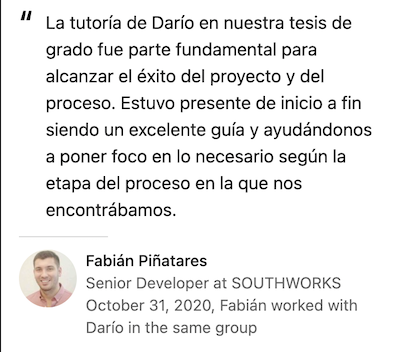 “ La tutoría de Darío en nuestra tesis de
grado fue parte fundamental para
alcanzar el éxito del proyecto y del
proceso. Estuvo presente de inicio a fin
siendo un excelente guía y ayudándonos
a poner foco en lo necesario según la
etapa del proceso en la que nos
encontrábamos.
Fabián Piñatares
Senior Developer at SOUTHWORKS
October 31, 2020, Fabián worked with
Darío in the same group